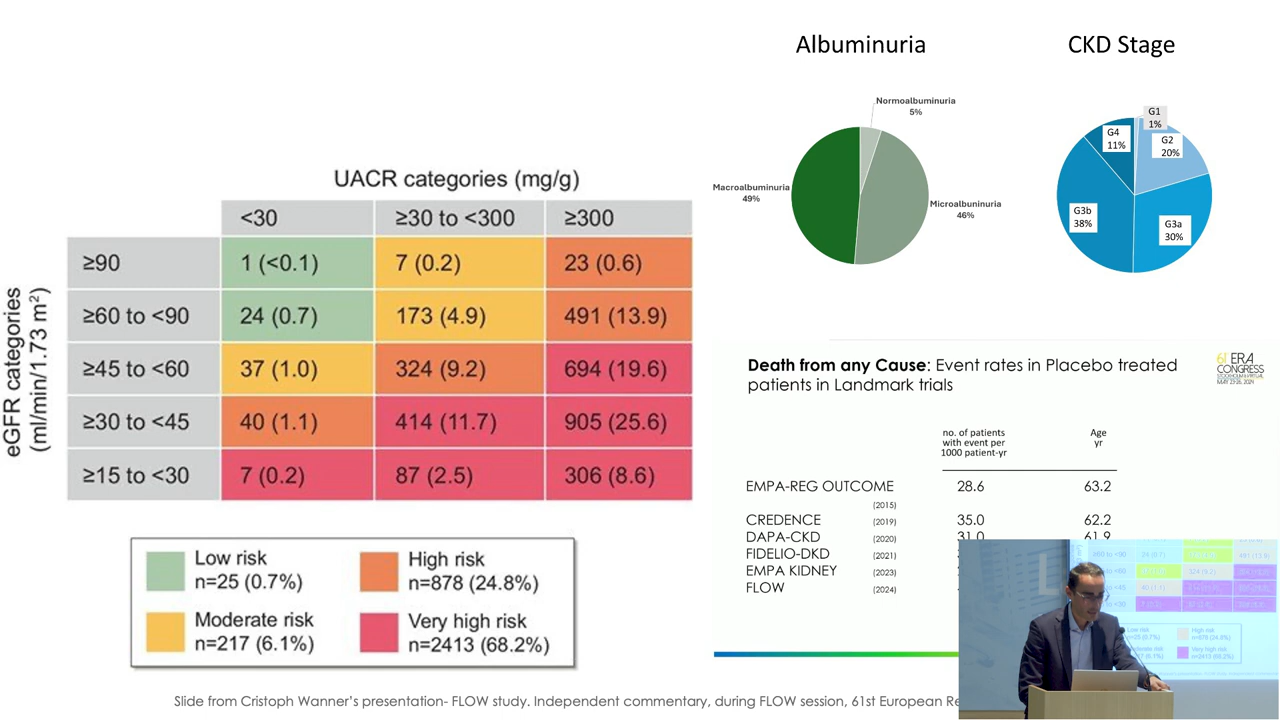 Albuminuria
CKD Stage
Normoalbuminuria
5%
Macroalbuminuria
49%
Microalbuninuria
46%
G1
1%
G2
20%
G4
11%
G3b
38%
G3a
30%
UACR categories (mg/g)
<30 ≥30 to <300 ≥300
eGFR categories
(ml/min/1.73 m²)
≥90 1 (<0.1) 7 (0.2) 23 (0.6)
≥60 to <90 24 (0.7) 173 (4.9) 491 (13.9)
≥45 to <60 37 (1.0) 324 (9.2) 694 (19.6)
≥30 to <45 40 (1.1) 414 (11.7) 905 (25.6)
≥15 to <30 7 (0.2) 87 (2.5) 306 (8.6)
Low risk
n=25 (0.7%)
High risk
n=878 (24.8%)
Moderate risk
n=217 (6.1%)
Very high risk
n=2413 (68.2%)
Death from any Cause: Event rates in Placebo treated
patients in Landmark trials
61 ERA
CONGRESS
STOCKHOLM & VIRTUAL
MAY 23-26, 2024
no. of patients
with event per
1000 patient-yr
Age
yr
EMPA-REG OUTCOME 28.6 63.2
(2015)
CREDENCE (2019) 35.0 62.2
DAPA-CKD (2020) 31.0 61.9
FIDELIO-DKD (2021)
EMPA KIDNEY (2023)
FLOW (2024)
Slide from Cristoph Wanner's presentation- FLOW study. Independent commentary, during FLOW session, 61st European